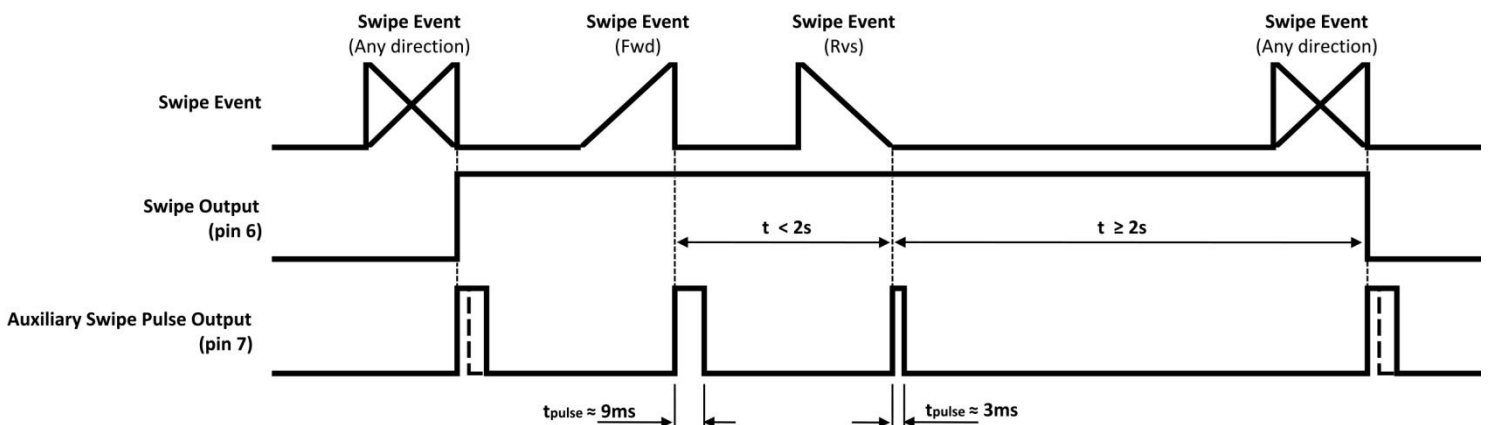 Swipe Event
(Any direction)
Swipe Event
(Fwd)
Swipe Event
(Rvs)
Swipe Event
(Any direction)
Swipe Event
Swipe Output
(pin 6)
t < 2s
t ≥ 2s
Auxiliary Swipe Pulse Output
(pin 7)
tpulse ≈ 9ms
tpulse ≈ 3ms